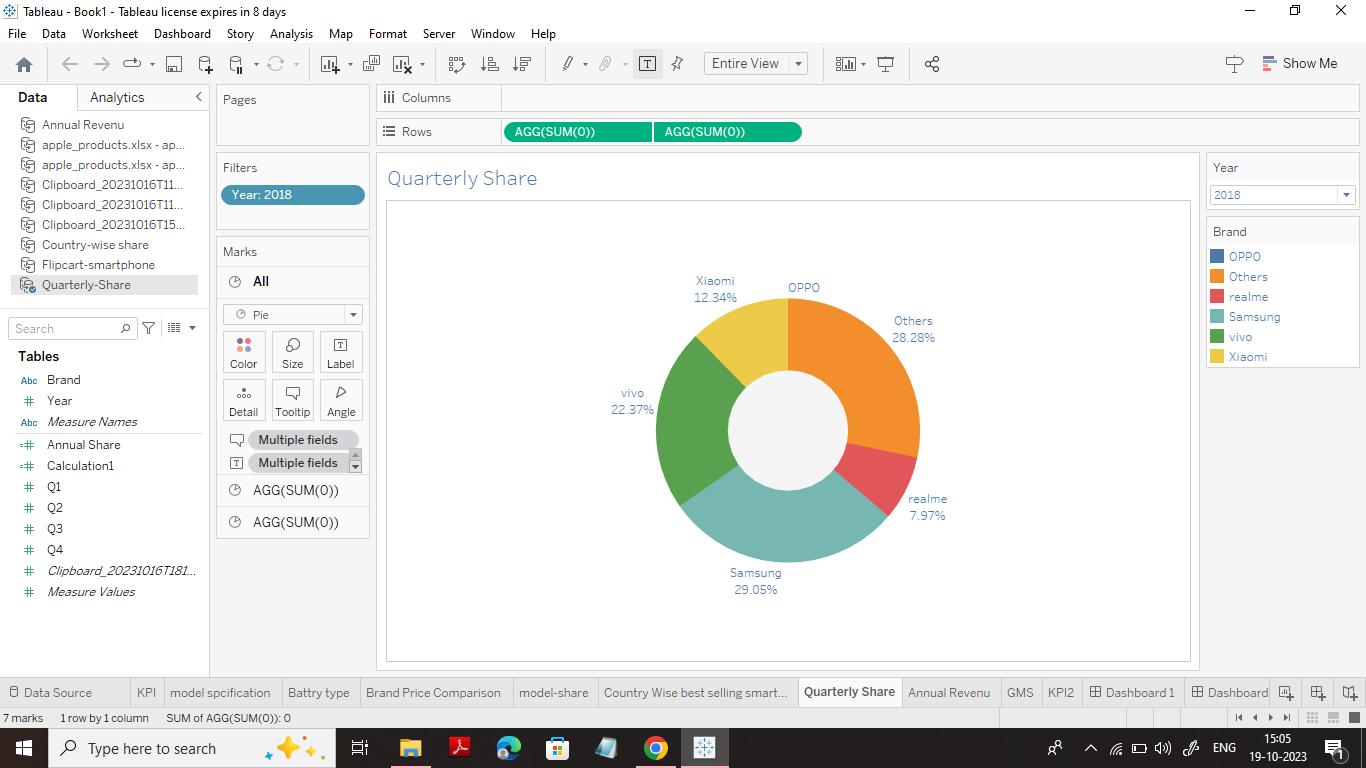 Tableau - Book1 - Tableau license expires in 8 days
File Data Worksheet Dashboard Story Analysis Map Format Server Window Help
Entire View
Show Me
Data Analytics
Annual Revenu
apple_products.xlsx - ap...
apple_products.xlsx - ap...
Clipboard_20231016T11...
Clipboard_20231016T11...
Clipboard_20231016T15...
Country-wise share
Flipcart-smartphone
Quarterly-Share
Search
Tables
Abc Brand
Year
Abc Measure Names
Annual Share
Calculation1
Q1
Q2
Q3
Q4
Clipboard_20231016T181...
Measure Values
Pages
Filters
Year: 2018
Marks
All
Pie
Color Size Label
Detail Tooltip Angle
Multiple fields
Multiple fields
AGG(SUM(0))
AGG(SUM(0))
Columns
Rows AGG(SUM(0)) AGG(SUM(0))
Quarterly Share
Xiaomi
12.34%
OPPO
Others
28.28%
vivo
22.37%
realme
7.97%
Samsung
29.05%
Year
2018
Brand
OPPO
Others
realme
Samsung
vivo
Xiaomi
Data Source KPI model spcification Battry type Brand Price Comparison model-share Country Wise best selling smart... Quarterly Share Annual Revenu GMS KPI2 Dashboard 1 Dashboard
7 marks 1 row by 1 column SUM of AGG(SUM(0)): 0
Type here to search
ENG
15:05
19-10-2023
1